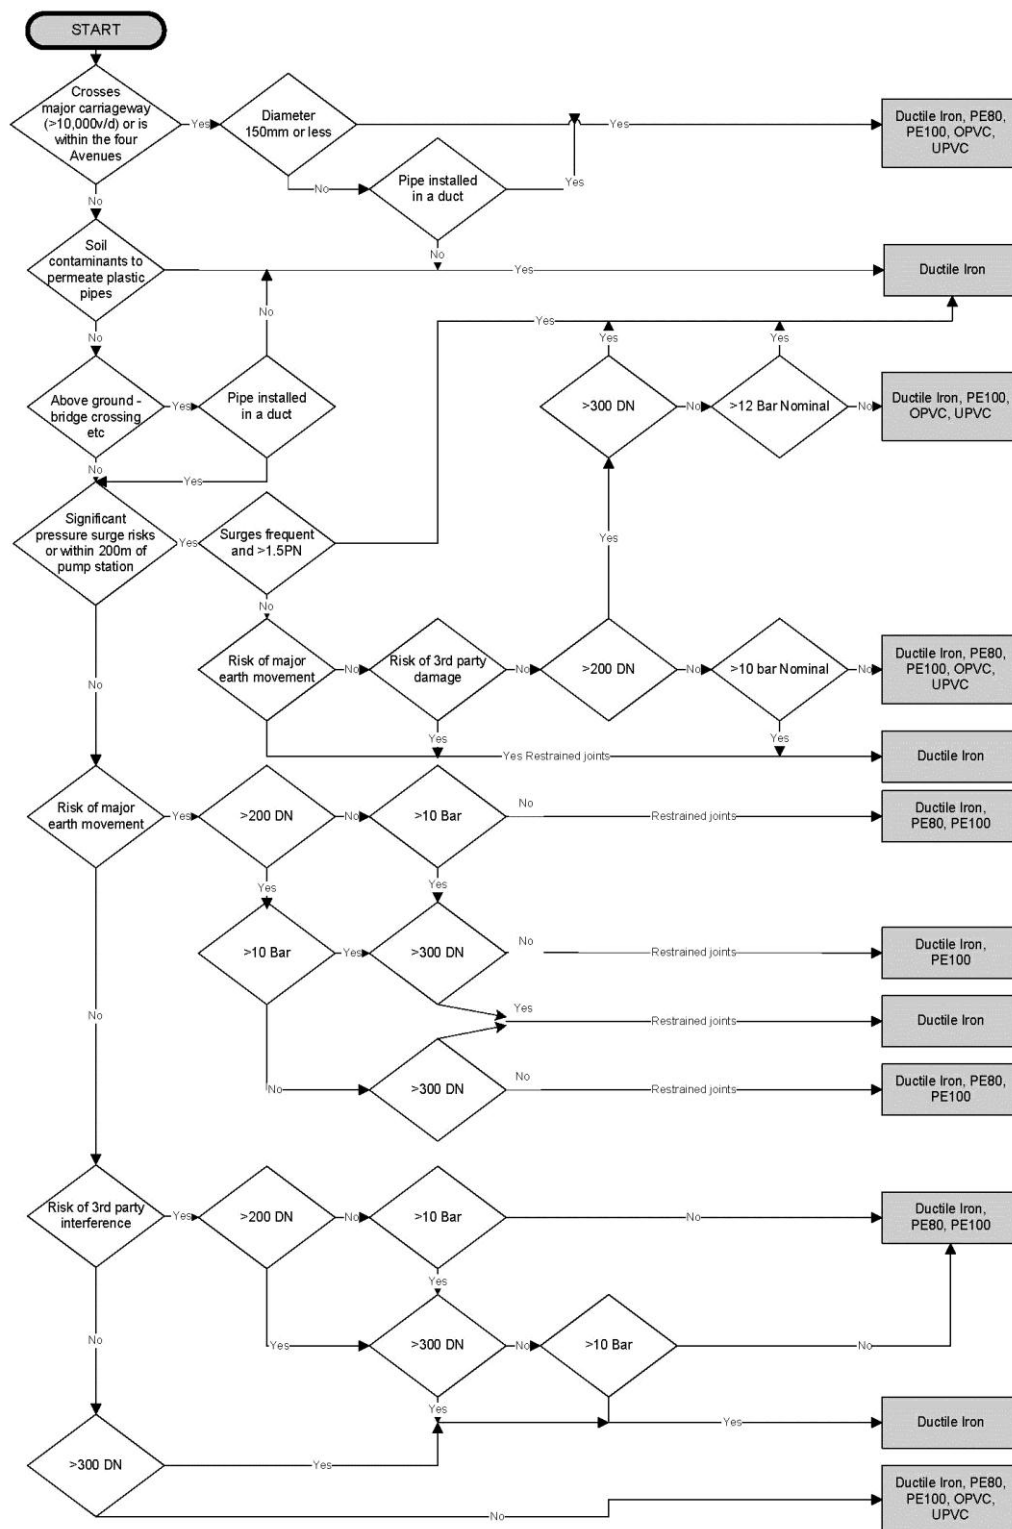 START
Crosses
major carriageway
(>10,000v/d) or is
within the four
Avenues
Yes
Diameter
150mm or less
Yes
Ductile Iron, PE80,
PE100, OPVC,
UPVC
No
Pipe installed
in a duct
Yes
No
No
Soil
contaminants to
permeate plastic
pipes
Yes
Ductile Iron
No
No
Yes
Yes
Yes
Above ground -
bridge crossing
etc
Yes
Pipe installed
in a duct
>300 DN
No
>12 Bar Nominal
No
Ductile Iron, PE100,
OPVC, UPVC
No
Yes
Significant
pressure surge risks
or within 200m of
pump station
Yes
Surges frequent
and >1.5PN
Yes
No
Risk of major
earth movement
No
Risk of 3rd party
damage
No
>200 DN
No
>10 bar Nominal
No
Ductile Iron, PE80,
PE100, OPVC,
UPVC
No
Yes
Yes
Yes Restrained joints
Ductile Iron
Risk of major
earth movement
Yes
>200 DN
No
>10 Bar
No
Restrained joints
Ductile Iron,
PE80, PE100
Yes
Yes
>10 Bar
Yes
>300 DN
No
Restrained joints
Ductile Iron,
PE100
No
Yes
Restrained joints
Ductile Iron
No
>300 DN
No
Restrained joints
Ductile Iron, PE80,
PE100
Risk of 3rd party
interference
Yes
>200 DN
No
>10 Bar
No
Ductile Iron,
PE80, PE100
Yes
No
Yes
>300 DN
No
>10 Bar
No
Yes
Yes
Ductile Iron
>300 DN
Yes
No
Ductile Iron, PE80,
PE100, OPVC,
UPVC